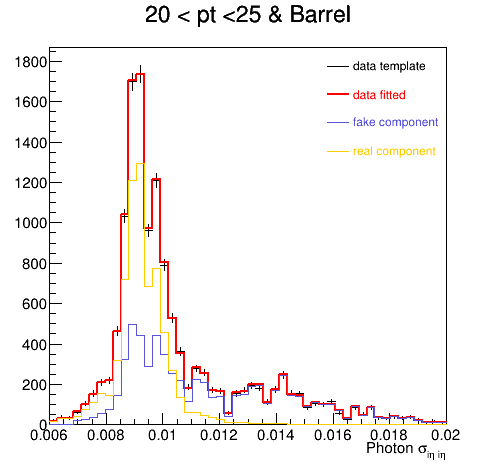 20 < pt <25 & Barrel
data template
data fitted
fake component
real component
1800
1600
1400
1200
1000
800
600
400
200
0
0.006 0.008 0.01 0.012 0.014 0.016 0.018 0.02
Photon σiη iη